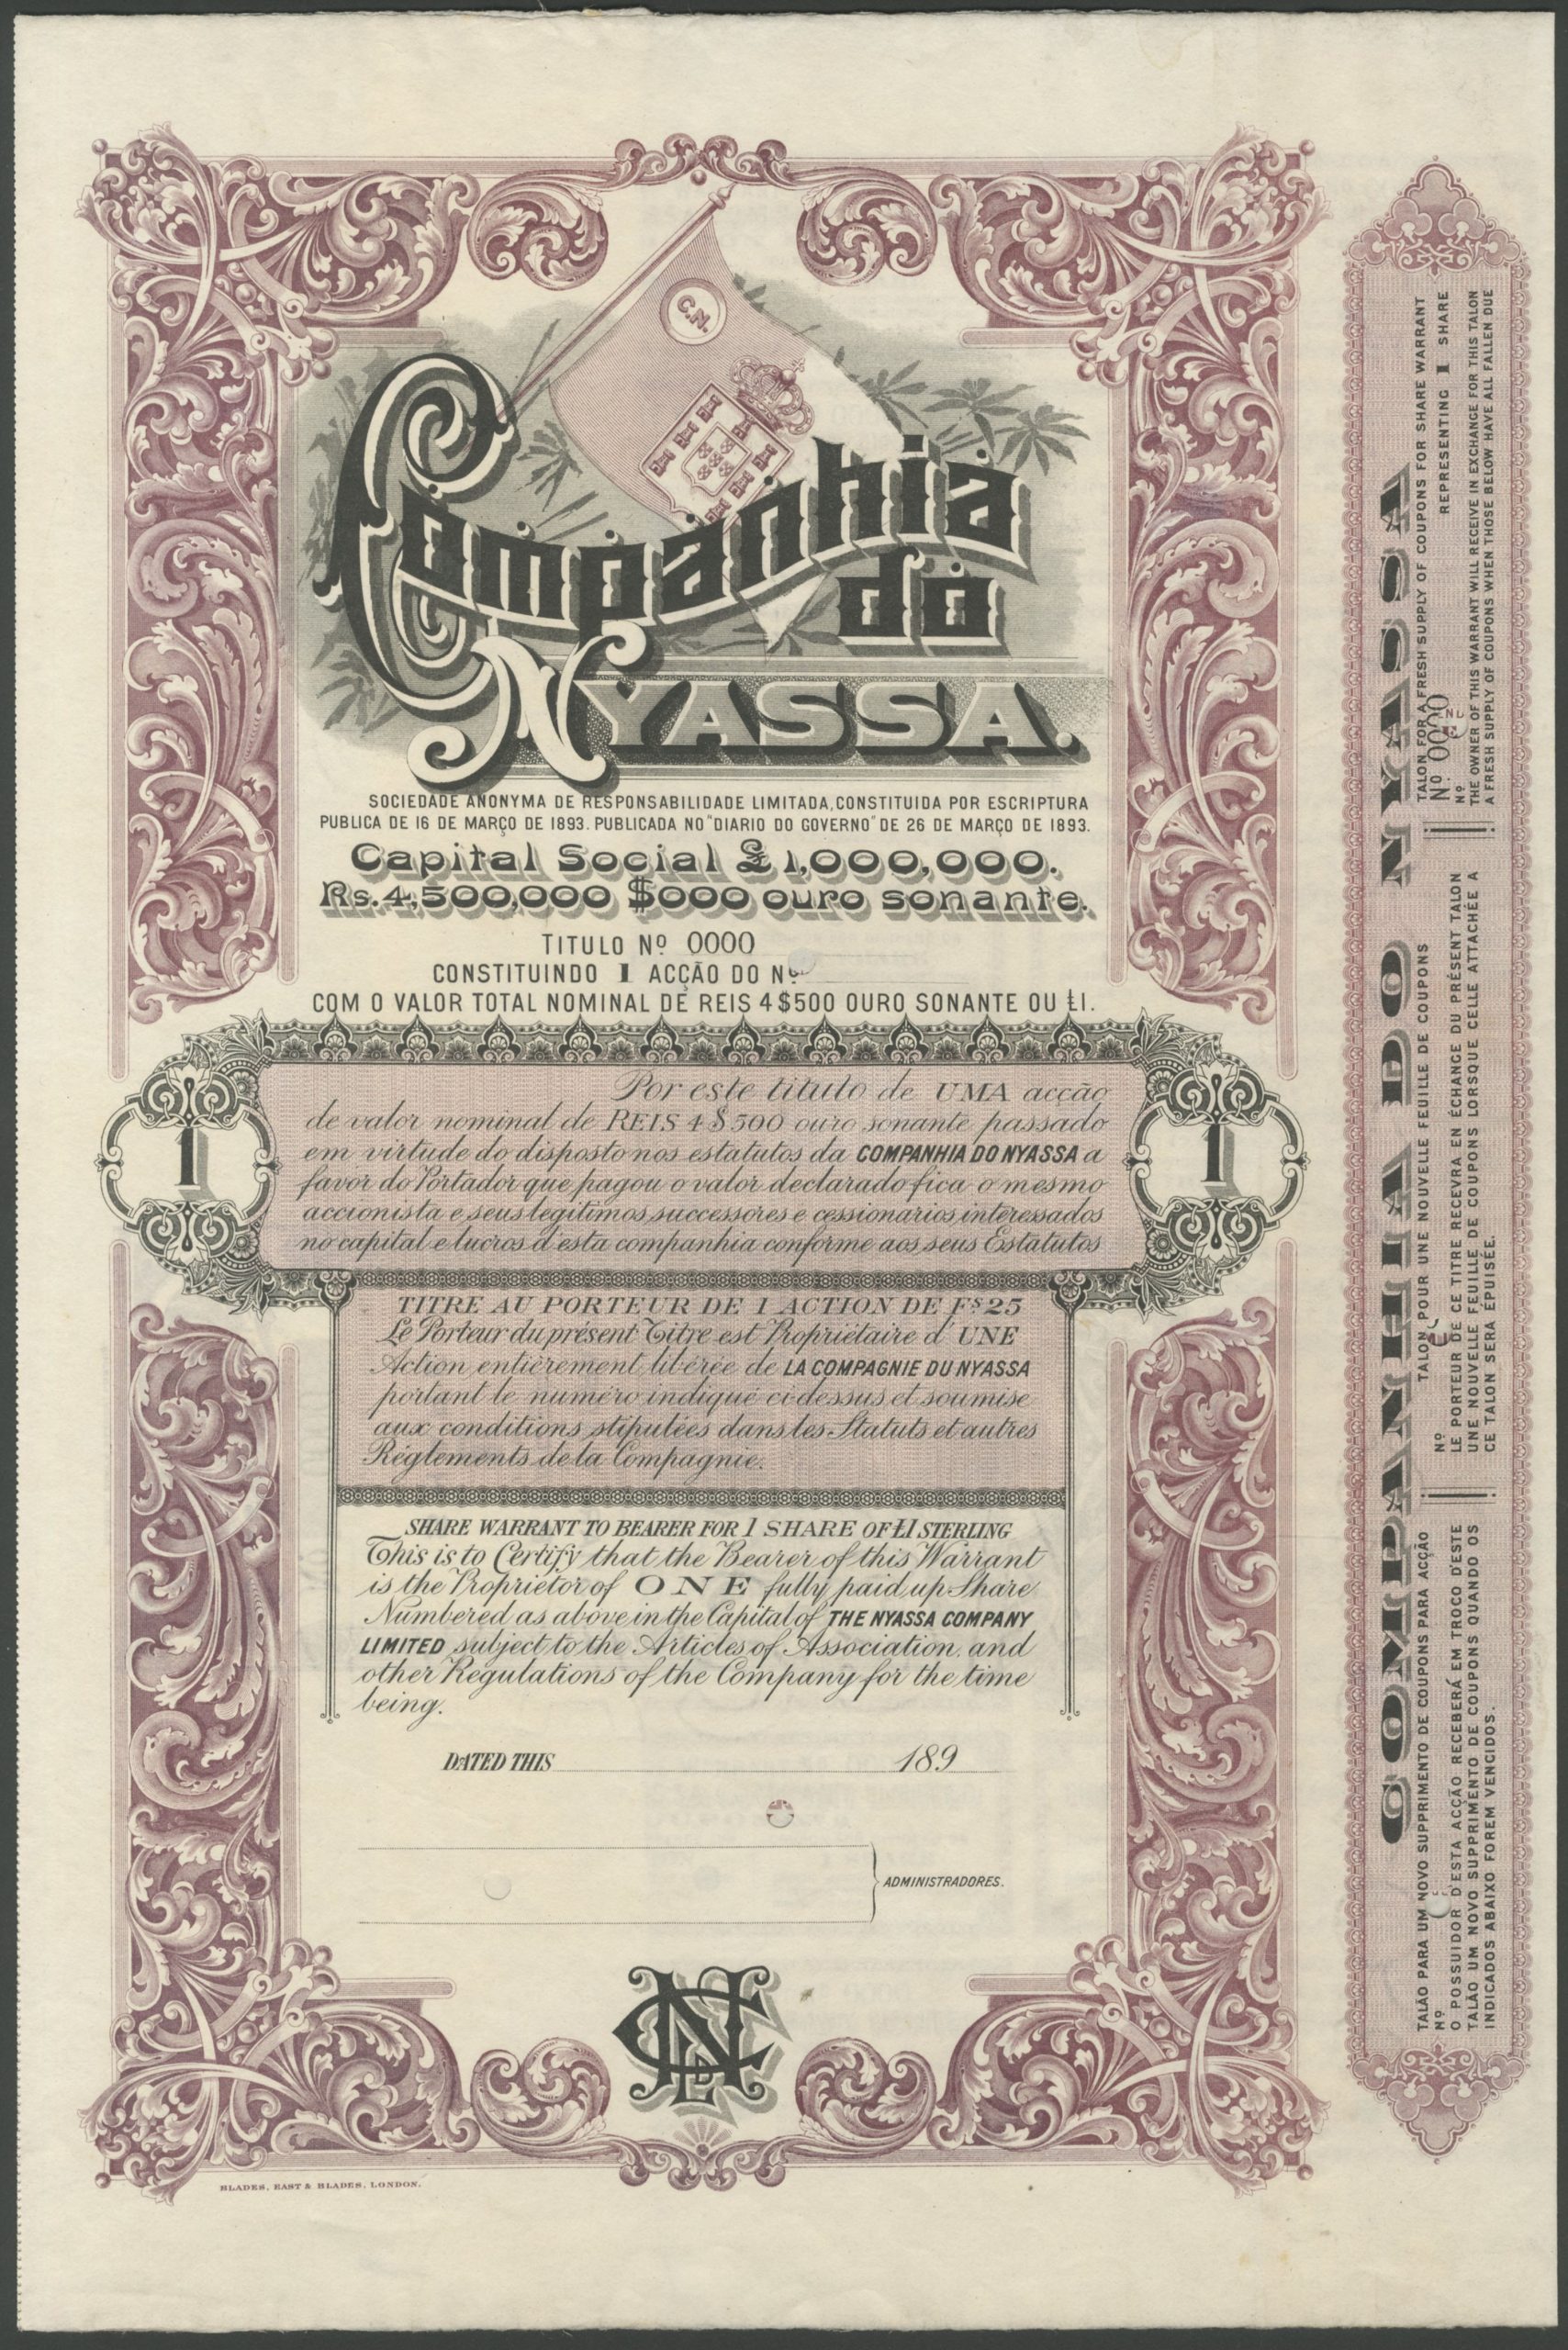 C.N.
Companhia
do
NYASSA.
SOCIEDADE ANONYMA DE RESPONSABILIDADE LIMITADA, CONSTITUIDA POR ESCRIPTURA
PUBLICA DE 16 DE MARÇO DE 1893. PUBLICADA NO "DIARIO DO GOVERNO" DE 26 DE MARÇO DE 1893.
Capital Social £1,000,000.
Rs. 4,500,000 $000 ouro sonante.
TITULO Nº 0000
CONSTITUINDO 1 ACÇÃO DO Nº
COM O VALOR TOTAL NOMINAL DE REIS 4$500 OURO SONANTE OU £1.
Por este titulo de UMA acção
de valor nominal de REIS 4$500 ouro sonante passado
em virtude do disposto nos estatutos da COMPANHIA DO NYASSA a
favor do Portador que pagou o valor declarado fica o mesmo
accionista e seus legitimos successores e cessionarios interessados
no capital e lucros d'esta companhia conforme aos seus Estatutos
1
1
TITRE AU PORTEUR DE 1 ACTION DE Fs 25
Le Porteur du présent Titre est Propriétaire d'UNE
Action entièrement libérée de LA COMPAGNIE DU NYASSA
portant le numéro indiqué ci-dessus et soumise
aux conditions stipulées dans les Statuts et autres
Règlements de la Compagnie.
SHARE WARRANT TO BEARER FOR 1 SHARE OF £1 STERLING
This is to Certify that the Bearer of this Warrant
is the Proprietor of ONE fully paid up Share
Numbered as above in the Capital of THE NYASSA COMPANY
LIMITED subject to the Articles of Association, and
other Regulations of the Company for the time
being.
DATED THIS 189
ADMINISTRADORES.
BLADES, EAST & BLADES, LONDON.
COMPANHIA DO NYASSA
TALÃO PARA UM NOVO SUPPRIMENTO DE COUPONS PARA ACÇÃO
Nº
O POSSUIDOR D'ESTA ACÇÃO RECEBERÁ EM TROCO D'ESTE
TALÃO UM NOVO SUPPRIMENTO DE COUPONS QUANDO OS
INDICADOS ABAIXO FOREM VENCIDOS.
TALON POUR UNE NOUVELLE FEUILLE DE COUPONS
Nº
LE PORTEUR DE CE TITRE RECEVRA EN ÉCHANGE DU PRÉSENT TALON
UNE NOUVELLE FEUILLE DE COUPONS LORSQUE CELLE ATTACHÉE A
CE TALON SERA ÉPUISÉE.
TALON FOR A FRESH SUPPLY OF COUPONS FOR SHARE WARRANT
Nº 0000 REPRESENTING 1 SHARE
Nº
THE OWNER OF THIS WARRANT WILL RECEIVE IN EXCHANGE FOR THIS TALON
A FRESH SUPPLY OF COUPONS WHEN THOSE BELOW HAVE ALL FALLEN DUE